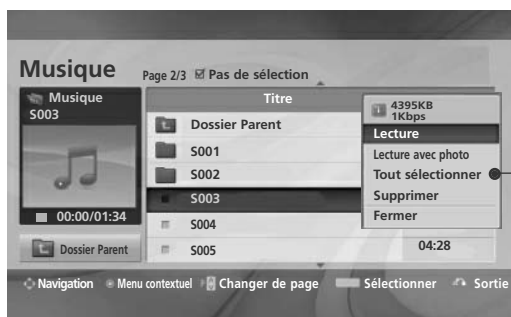 Musique
Page 2/3 Pas de sélection
Musique
S003
00:00/01:34
Dossier Parent
Titre
Dossier Parent
S001
S002
S003
S004
S005
04:28
4395KB
1Kbps
Lecture
Lecture avec photo
Tout sélectionner
Supprimer
Fermer
Navigation Menu contextuel Changer de page Sélectionner Sortie